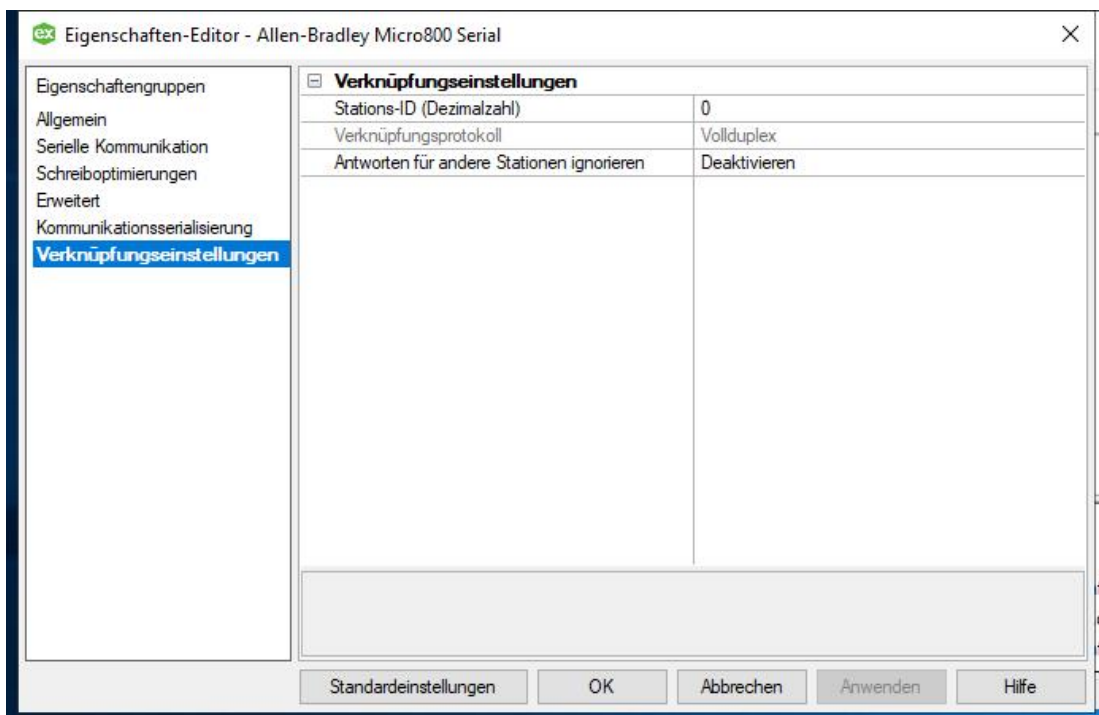 ex Eigenschaften-Editor - Allen-Bradley Micro800 Serial
Eigenschaftengruppen
Allgemein
Serielle Kommunikation
Schreiboptimierungen
Erweitert
Kommunikationsserialisierung
Verknüpfungseinstellungen
Verknüpfungseinstellungen
Stations-ID (Dezimalzahl) 0
Verknüpfungsprotokoll Vollduplex
Antworten für andere Stationen ignorieren Deaktivieren
Standardeinstellungen OK Abbrechen Anwenden Hilfe